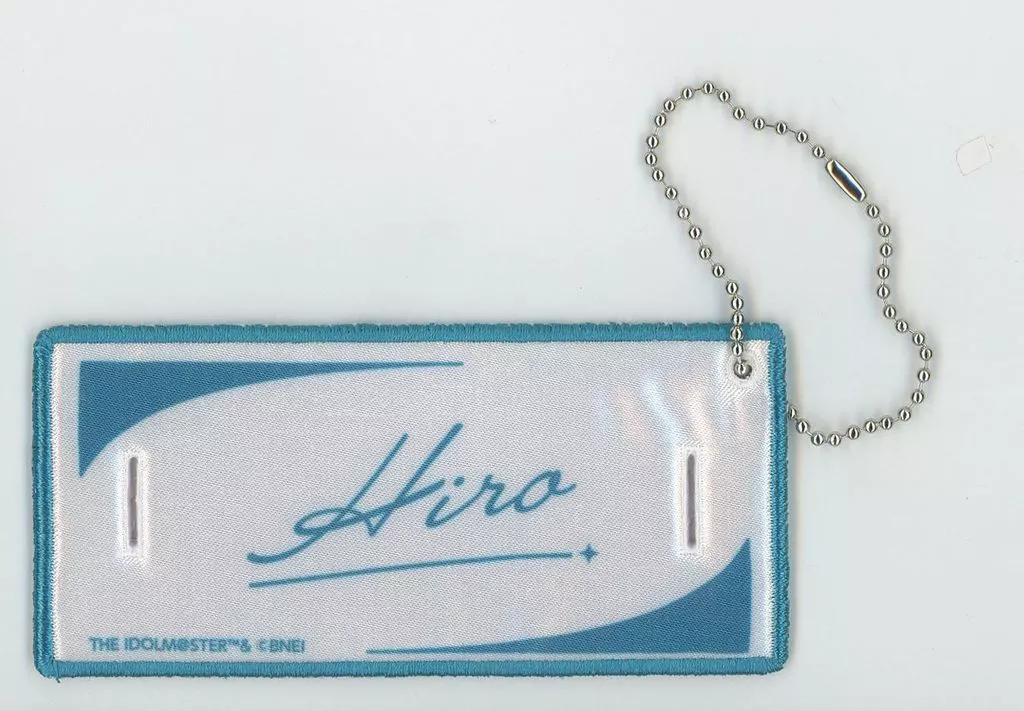 Hiro
THE IDOLM@STER™& ©BNEI